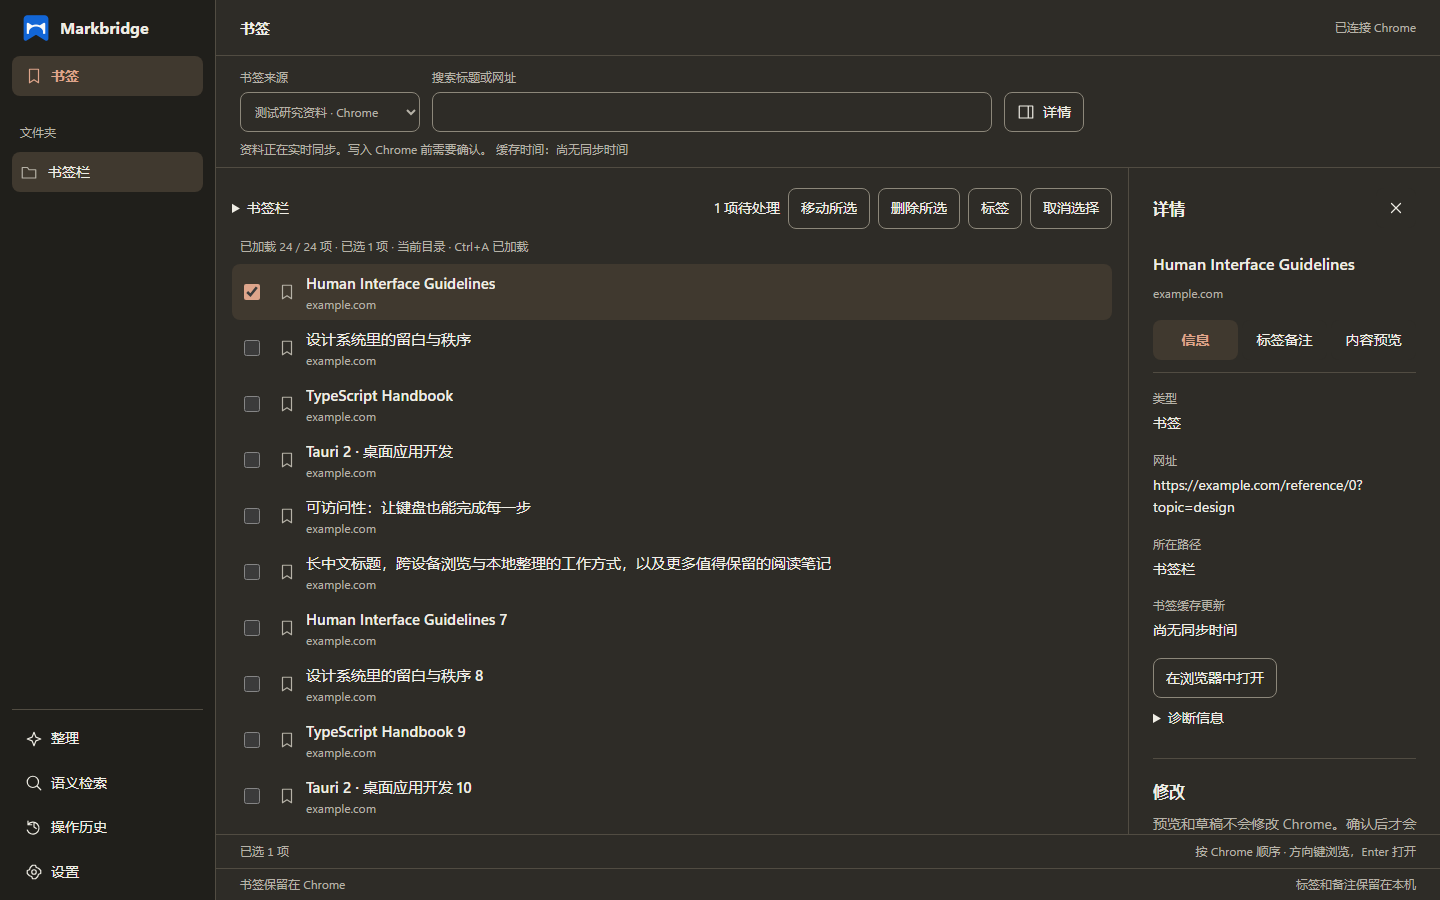 Markbridge
书签
文件夹
书签栏
整理
语义检索
操作历史
设置
书签
已连接 Chrome
书签来源
搜索标题或网址
测试研究资料 · Chrome
详情
资料正在实时同步。写入 Chrome 前需要确认。 缓存时间：尚无同步时间
书签栏
1 项待处理
移动所选
删除所选
标签
取消选择
已加载 24 / 24 项 · 已选 1 项 · 当前目录 · Ctrl+A 已加载
Human Interface Guidelines
example.com
设计系统里的留白与秩序
example.com
TypeScript Handbook
example.com
Tauri 2 · 桌面应用开发
example.com
可访问性：让键盘也能完成每一步
example.com
长中文标题，跨设备浏览与本地整理的工作方式，以及更多值得保留的阅读笔记
example.com
Human Interface Guidelines 7
example.com
设计系统里的留白与秩序 8
example.com
TypeScript Handbook 9
example.com
Tauri 2 · 桌面应用开发 10
example.com
详情
Human Interface Guidelines
example.com
信息
标签备注
内容预览
类型
书签
网址
https://example.com/reference/0?
topic=design
所在路径
书签栏
书签缓存更新
尚无同步时间
在浏览器中打开
诊断信息
修改
预览和草稿不会修改 Chrome。确认后才会
已选 1 项
按 Chrome 顺序 · 方向键浏览，Enter 打开
书签保留在 Chrome
标签和备注保留在本机